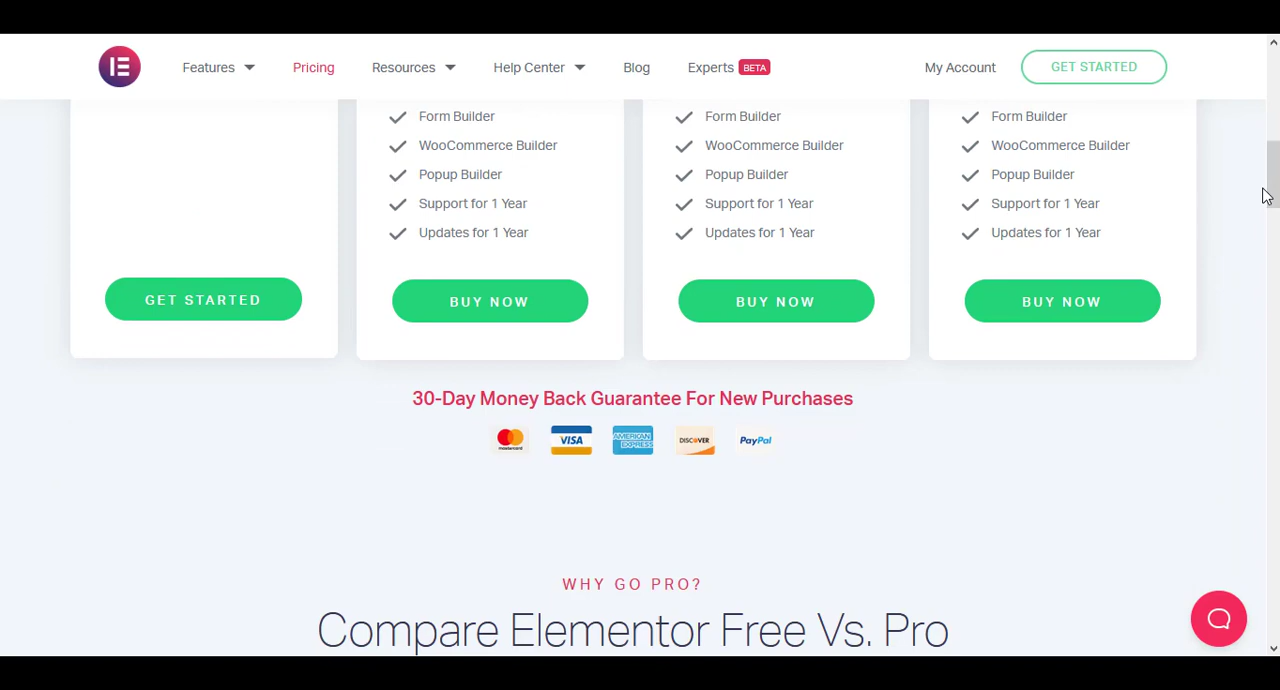 Features
Pricing
Resources
Help Center
Blog
Experts BETA
My Account
GET STARTED
Form Builder
WooCommerce Builder
Popup Builder
Support for 1 Year
Updates for 1 Year
Form Builder
WooCommerce Builder
Popup Builder
Support for 1 Year
Updates for 1 Year
Form Builder
WooCommerce Builder
Popup Builder
Support for 1 Year
Updates for 1 Year
GET STARTED
BUY NOW
BUY NOW
BUY NOW
30-Day Money Back Guarantee For New Purchases
mastercard
VISA
AMERICAN EXPRESS
DISCOVER
PayPal
WHY GO PRO?
Compare Elementor Free Vs. Pro